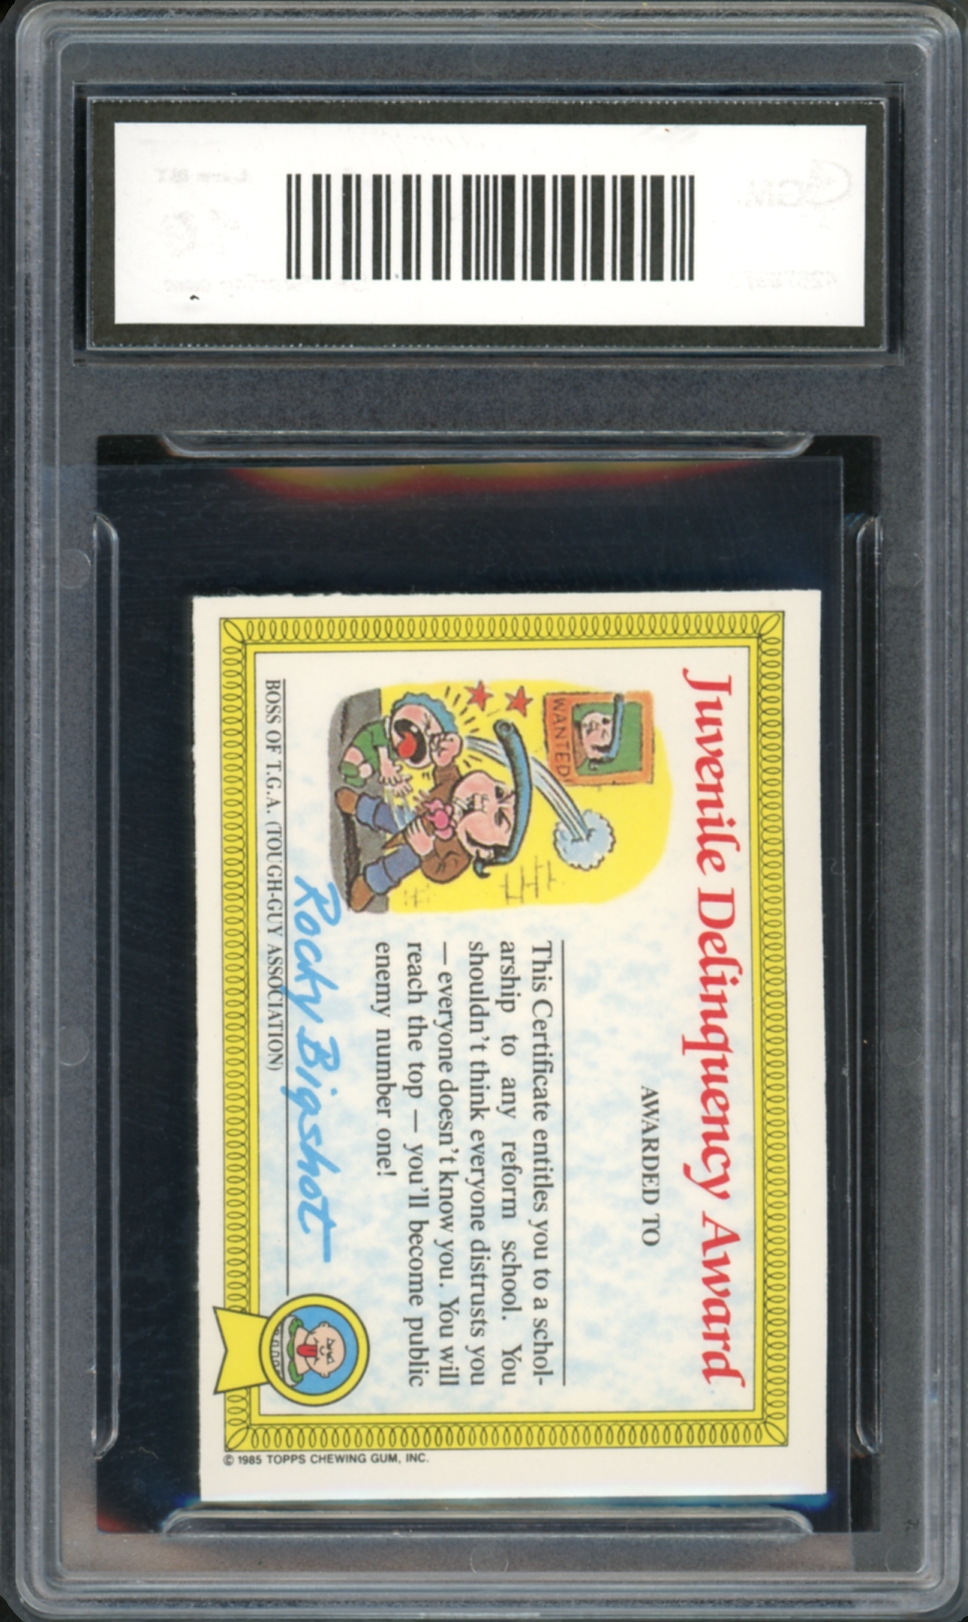 Juvenile Delinquency Award
AWARDED TO
WANTED!
This Certificate entitles you to a schol-
arship to any reform school. You
shouldn't think everyone distrusts you
— everyone doesn't know you. You will
reach the top — you'll become public
enemy number one!
Rocky Bigshot
BOSS OF T.G.A. (TOUGH-GUY ASSOCIATION)
© 1985 TOPPS CHEWING GUM, INC.